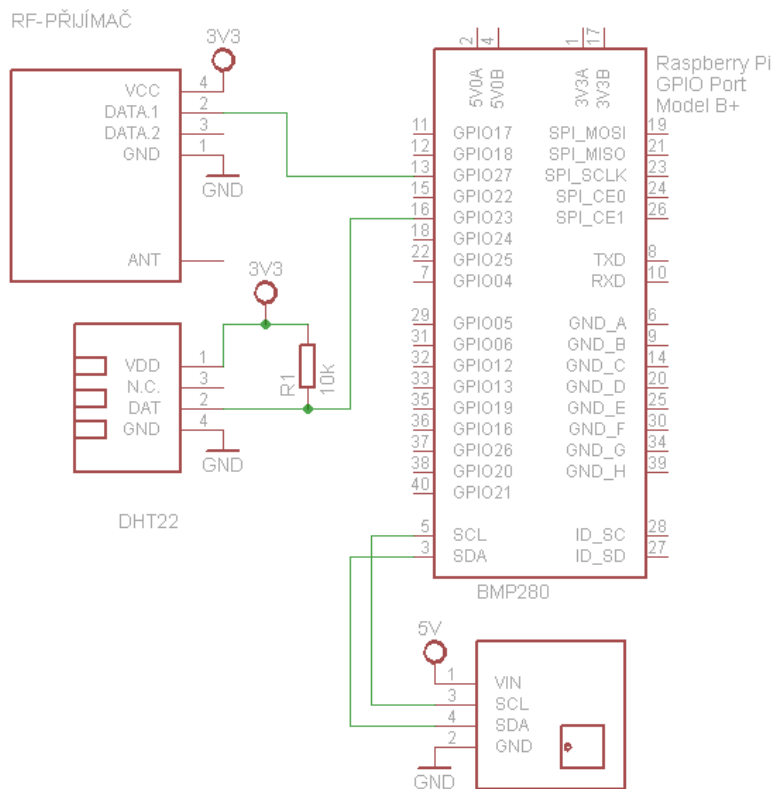 RF-PŘIJÍMAČ
3V3
VCC 4
DATA.1 2
DATA.2 3
GND 1
GND
ANT
3V3
VDD 1
N.C. 3
DAT 2
GND 4
GND
R1
10k
DHT22
Raspberry Pi
GPIO Port
Model B+
2 4 1 17
5V0A 5V0B 3V3A 3V3B
11 GPIO17 SPI_MOSI 19
12 GPIO18 SPI_MISO 21
13 GPIO27 SPI_SCLK 23
15 GPIO22 SPI_CE0 24
16 GPIO23 SPI_CE1 26
18 GPIO24
22 GPIO25 TXD 8
7 GPIO04 RXD 10
29 GPIO05 GND_A 6
31 GPIO06 GND_B 9
32 GPIO12 GND_C 14
33 GPIO13 GND_D 20
35 GPIO19 GND_E 25
36 GPIO16 GND_F 30
37 GPIO26 GND_G 34
38 GPIO20 GND_H 39
40 GPIO21
5 SCL ID_SC 28
3 SDA ID_SD 27
BMP280
5V
1 VIN
3 SCL
4 SDA
2 GND
GND